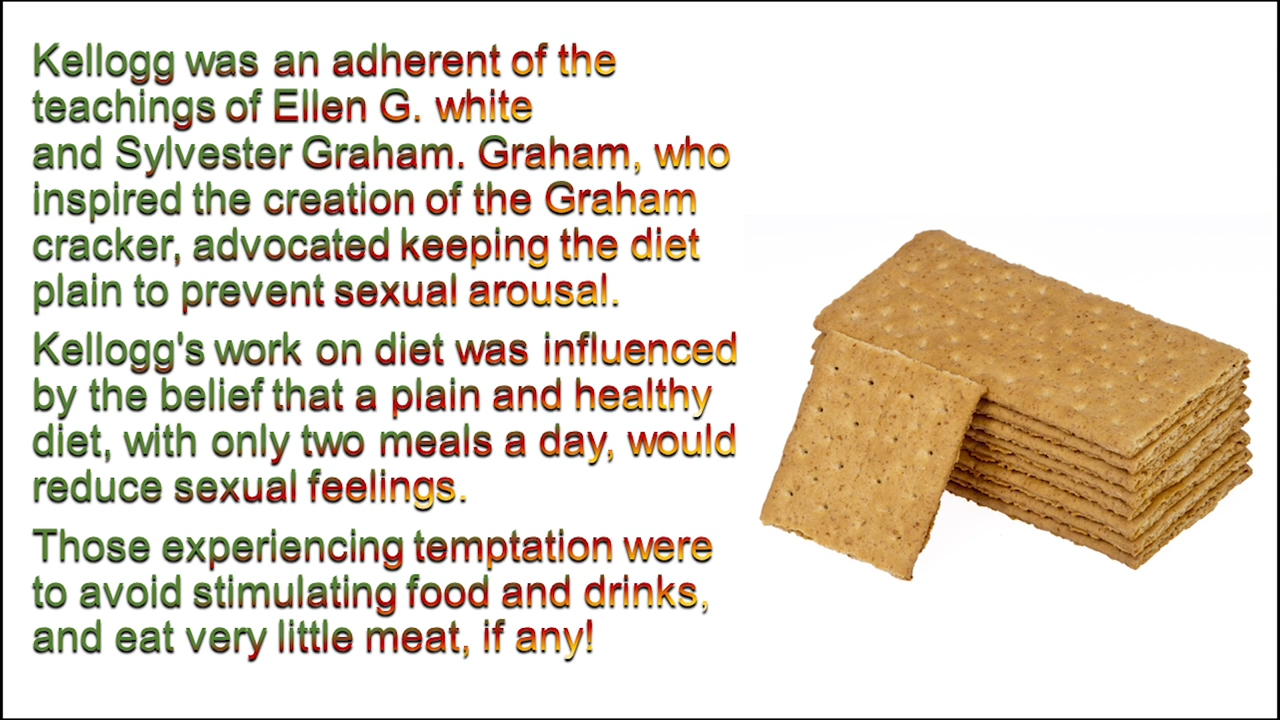 Kellogg was an adherent of the
teachings of Ellen G. white
and Sylvester Graham. Graham, who
inspired the creation of the Graham
cracker, advocated keeping the diet
plain to prevent sexual arousal.
Kellogg's work on diet was influenced
by the belief that a plain and healthy
diet, with only two meals a day, would
reduce sexual feelings.
Those experiencing temptation were
to avoid stimulating food and drinks,
and eat very little meat, if any!